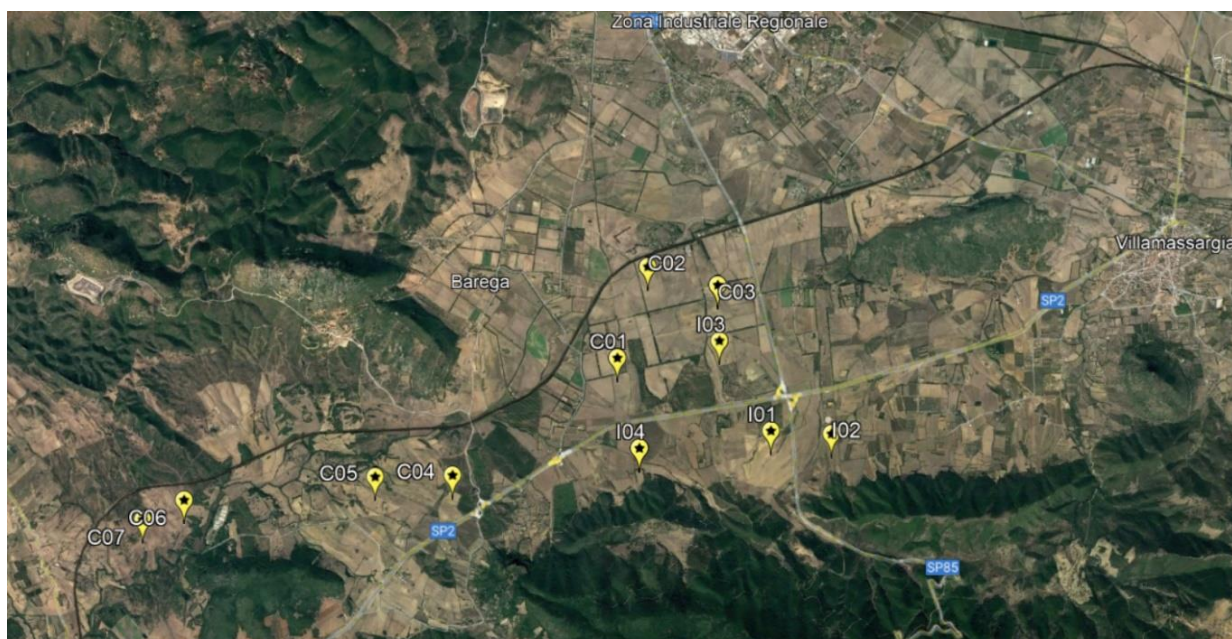 Zona Industriale Regionale
Villamassargia
C02
Barega
C03
SP2
I03
C01
I01
I02
I04
C05
C04
C06
C07
SP2
SP85